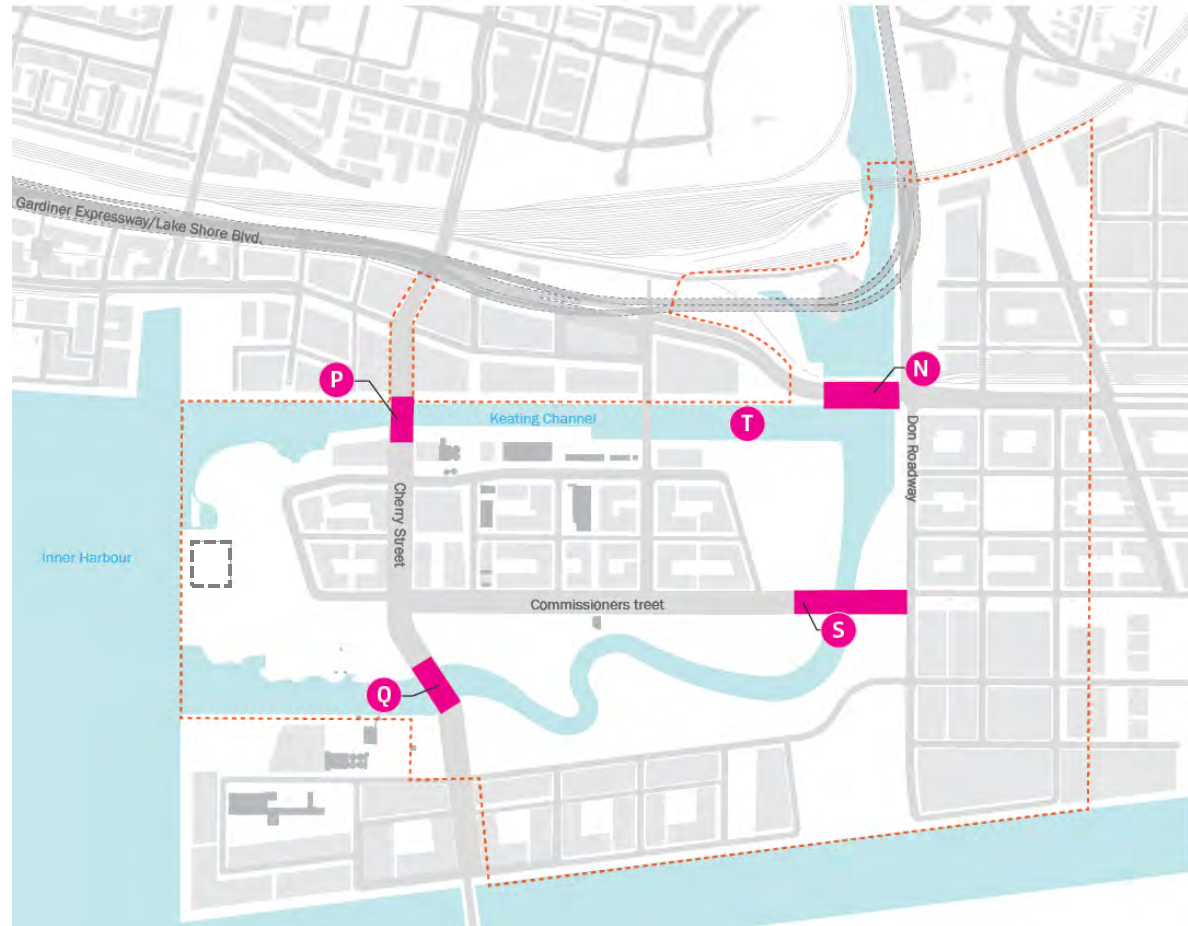 Gardiner Expressway/Lake Shore Blvd.
N
P
Keating Channel
T
Don Roadway
Cherry Street
Inner Harbour
Commissioners treet
S
Q